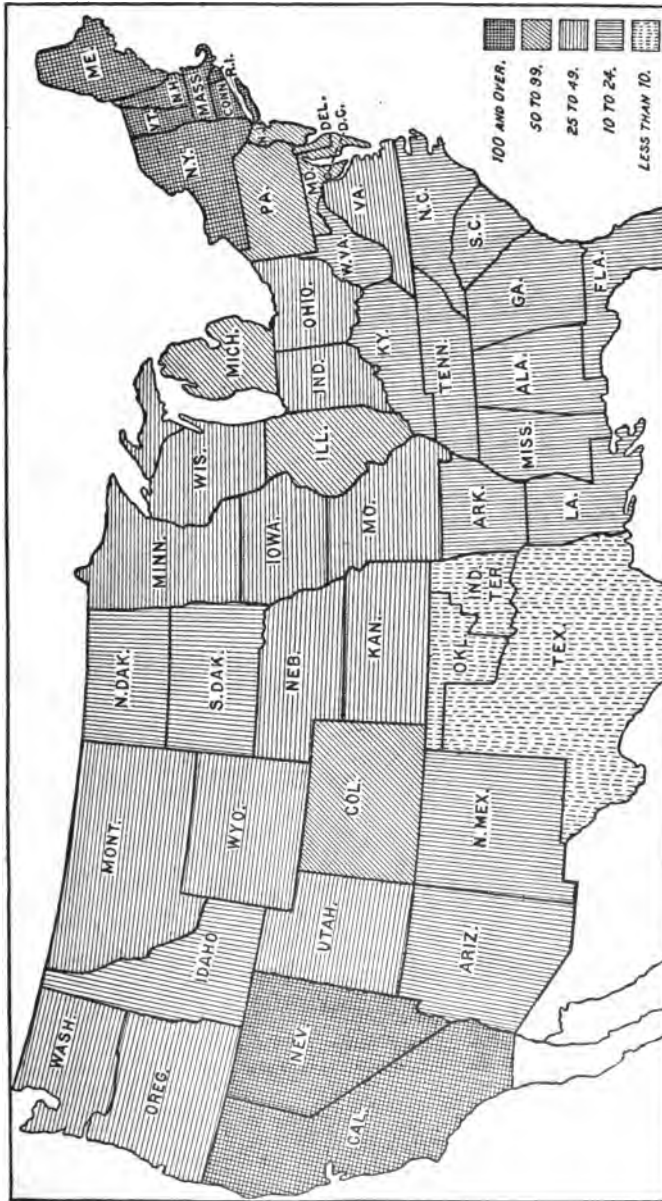 WASH.
OREG.
CAL.
NEV.
IDAHO
MONT.
WYO.
UTAH.
ARIZ.
COL.
N.MEX.
N.DAK.
S.DAK.
NEB.
KAN.
OKL.
IND.
TER.
TEX.
MINN.
IOWA.
MO.
ARK.
LA.
WIS.
ILL.
MICH.
IND.
OHIO.
KY.
TENN.
MISS.
ALA.
GA.
FLA.
S.C.
N.C.
VA.
W.VA.
MD.
DEL.
D.C.
PA.
N.Y.
VT.
N.H.
MASS.
CONN.
R.I.
ME.
100 AND OVER.
50 TO 99.
25 TO 49.
10 TO 24.
LESS THAN 10.